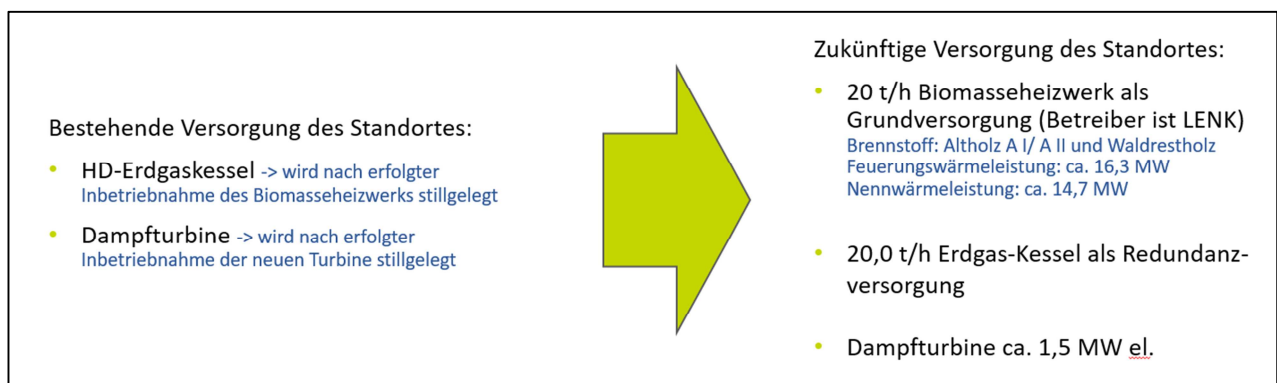 Bestehende Versorgung des Standortes:
• HD-Erdgaskessel -> wird nach erfolgter
Inbetriebnahme des Biomasseheizwerks stillgelegt
• Dampfturbine -> wird nach erfolgter
Inbetriebnahme der neuen Turbine stillgelegt
Zukünftige Versorgung des Standortes:
• 20 t/h Biomasseheizwerk als
Grundversorgung (Betreiber ist LENK)
Brennstoff: Altholz A I/ A II und Waldrestholz
Feuerungswärmeleistung: ca. 16,3 MW
Nennwärmeleistung: ca. 14,7 MW
• 20,0 t/h Erdgas-Kessel als Redundanz-
versorgung
• Dampfturbine ca. 1,5 MW el.